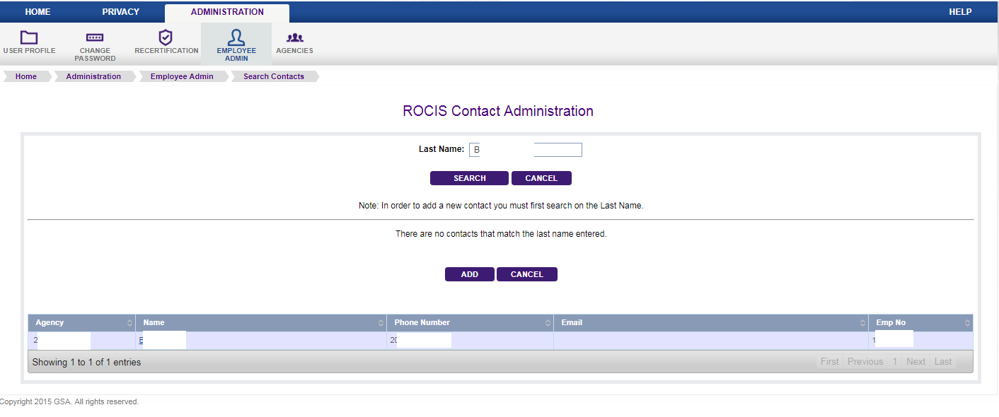 HOME PRIVACY ADMINISTRATION HELP
USER PROFILE CHANGE PASSWORD RECERTIFICATION EMPLOYEE ADMIN AGENCIES
Home Administration Employee Admin Search Contacts
ROCIS Contact Administration
Last Name: B
SEARCH CANCEL
Note: In order to add a new contact you must first search on the Last Name.
There are no contacts that match the last name entered.
ADD CANCEL
Agency Name Phone Number Email Emp No
2 20 1
Showing 1 to 1 of 1 entries First Previous 1 Next Last
Copyright 2015 GSA. All rights reserved.